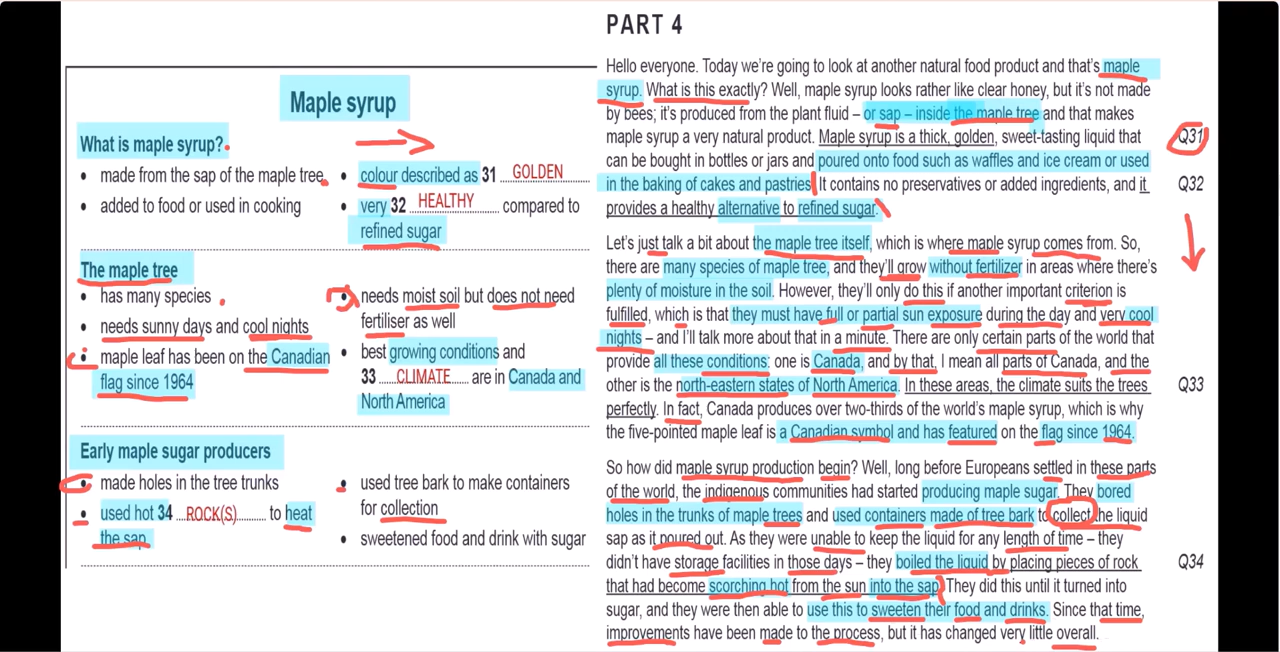 Maple syrup
What is maple syrup?
• made from the sap of the maple tree
• added to food or used in cooking
• colour described as 31 GOLDEN
• very 32 HEALTHY compared to
refined sugar
The maple tree
• has many species
• needs sunny days and cool nights
• maple leaf has been on the Canadian
flag since 1964
• needs moist soil but does not need
fertiliser as well
• best growing conditions and
33 CLIMATE are in Canada and
North America
Early maple sugar producers
• made holes in the tree trunks
• used hot 34 ROCK(S) to heat
the sap
• used tree bark to make containers
for collection
• sweetened food and drink with sugar
PART 4
Hello everyone. Today we're going to look at another natural food product and that's maple
syrup. What is this exactly? Well, maple syrup looks rather like clear honey, but it's not made
by bees; it's produced from the plant fluid – or sap – inside the maple tree and that makes
maple syrup a very natural product. Maple syrup is a thick, golden, sweet-tasting liquid that Q31
can be bought in bottles or jars and poured onto food such as waffles and ice cream or used
in the baking of cakes and pastries. It contains no preservatives or added ingredients, and it Q32
provides a healthy alternative to refined sugar.
Let's just talk a bit about the maple tree itself, which is where maple syrup comes from. So,
there are many species of maple tree, and they'll grow without fertilizer in areas where there's
plenty of moisture in the soil. However, they'll only do this if another important criterion is
fulfilled, which is that they must have full or partial sun exposure during the day and very cool
nights – and I'll talk more about that in a minute. There are only certain parts of the world that
provide all these conditions: one is Canada, and by that, I mean all parts of Canada, and the
other is the north-eastern states of North America. In these areas, the climate suits the trees Q33
perfectly. In fact, Canada produces over two-thirds of the world's maple syrup, which is why
the five-pointed maple leaf is a Canadian symbol and has featured on the flag since 1964.
So how did maple syrup production begin? Well, long before Europeans settled in these parts
of the world, the indigenous communities had started producing maple sugar. They bored
holes in the trunks of maple trees and used containers made of tree bark to collect the liquid
sap as it poured out. As they were unable to keep the liquid for any length of time – they
didn't have storage facilities in those days – they boiled the liquid by placing pieces of rock Q34
that had become scorching hot from the sun into the sap. They did this until it turned into
sugar, and they were then able to use this to sweeten their food and drinks. Since that time,
improvements have been made to the process, but it has changed very little overall.